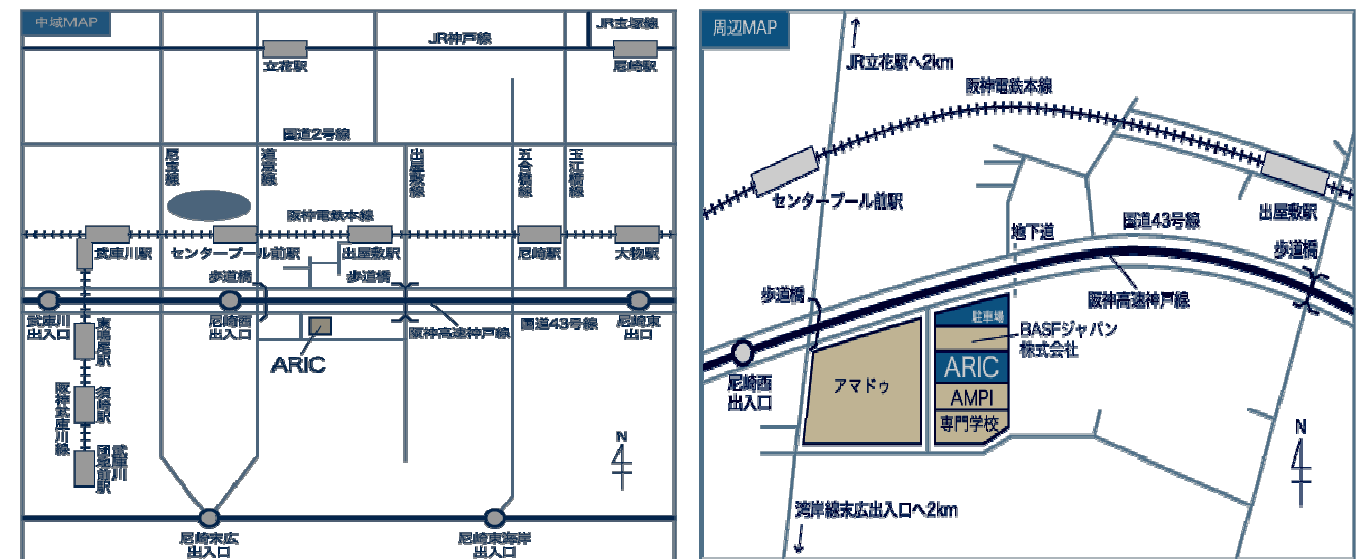 中域MAP
JR宝塚線
JR神戸線
立花駅
尼崎駅
国道2号線
尼宝線
道意線
出屋敷線
五合橋線
玉江橋線
阪神電鉄本線
武庫川駅
センタープール前駅
出屋敷駅
尼崎駅
大物駅
歩道橋
歩道橋
武庫川
出入口
尼崎西
出入口
阪神高速神戸線
国道43号線
尼崎東
出口
ARIC
東鳴尾駅
阪神武庫川線
須崎駅
武庫川
団地前駅
N
尼崎末広
出入口
尼崎東海岸
出入口
周辺MAP
JR立花駅へ2km
阪神電鉄本線
センタープール前駅
出屋敷駅
地下道
国道43号線
歩道橋
歩道橋
阪神高速神戸線
駐車場
BASFジャパン
株式会社
尼崎西
出入口
アマドゥ
ARIC
AMPI
専門学校
N
湾岸線末広出入口へ2km